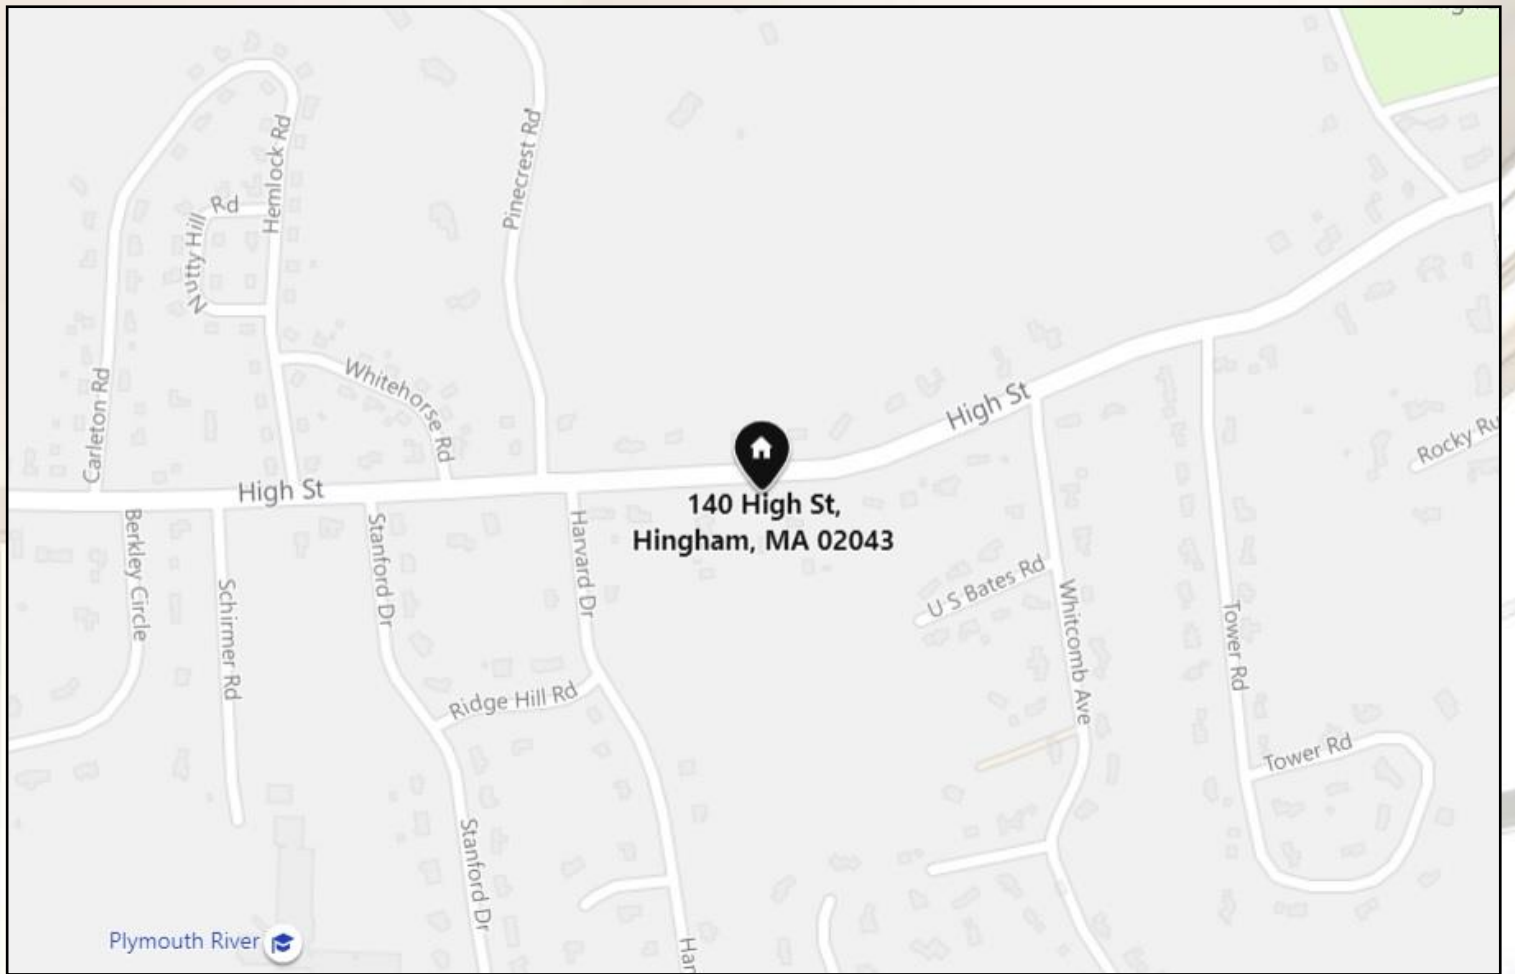 Hemlock Rd
Pinecrest Rd
Rd
Nutty Hill
Whitehorse Rd
Carleton Rd
High St
High St
140 High St,
Hingham, MA 02043
Rocky Ru
Berkley Circle
Stanford Dr
Harvard Dr
Schirmer Rd
U S Bates Rd
Whitcomb Ave
Tower Rd
Ridge Hill Rd
Tower Rd
Stanford Dr
Plymouth River
Har